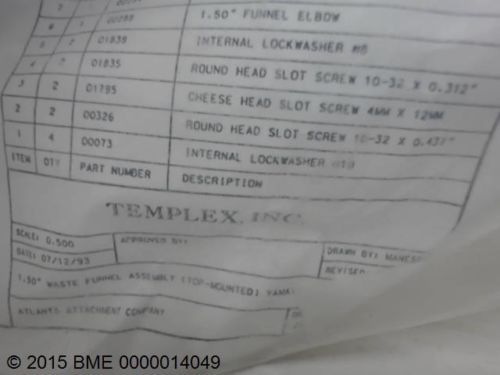 1.50" FUNNEL ELBOW
01839 INTERNAL LOCKWASHER #8
01835 ROUND HEAD SLOT SCREW 10-32 X 0.312"
3 2 01795 CHEESE HEAD SLOT SCREW 4MM X 12MM
2 2 00326 ROUND HEAD SLOT SCREW 10-32 X 0.437"
1 4 00073 INTERNAL LOCKWASHER #10
ITEM QTY PART NUMBER DESCRIPTION
TEMPLEX, INC.
SCALE: 0.500 APPROVED BY: DRAWN BY:
DATE: 07/12/93 REVISED
1.50" WASTE FUNNEL ASSEMBLY (TOP-MOUNTED)
ATLANTA ATTACHMENT COMPANY
© 2015 BME 0000014049